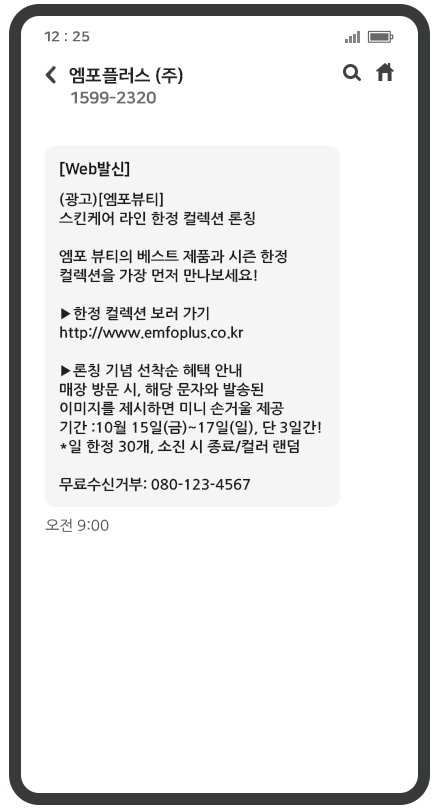 12 : 25
엠포플러스 (주)
1599-2320
[Web발신]
(광고)[엠포뷰티]
스킨케어 라인 한정 컬렉션 론칭
엠포 뷰티의 베스트 제품과 시즌 한정
컬렉션을 가장 먼저 만나보세요!
▶한정 컬렉션 보러 가기
http://www.emfoplus.co.kr
▶론칭 기념 선착순 혜택 안내
매장 방문 시, 해당 문자와 발송된
이미지를 제시하면 미니 손거울 제공
기간 :10월 15일(금)~17일(일), 단 3일간!
*일 한정 30개, 소진 시 종료/컬러 랜덤
무료수신거부: 080-123-4567
오전 9:00